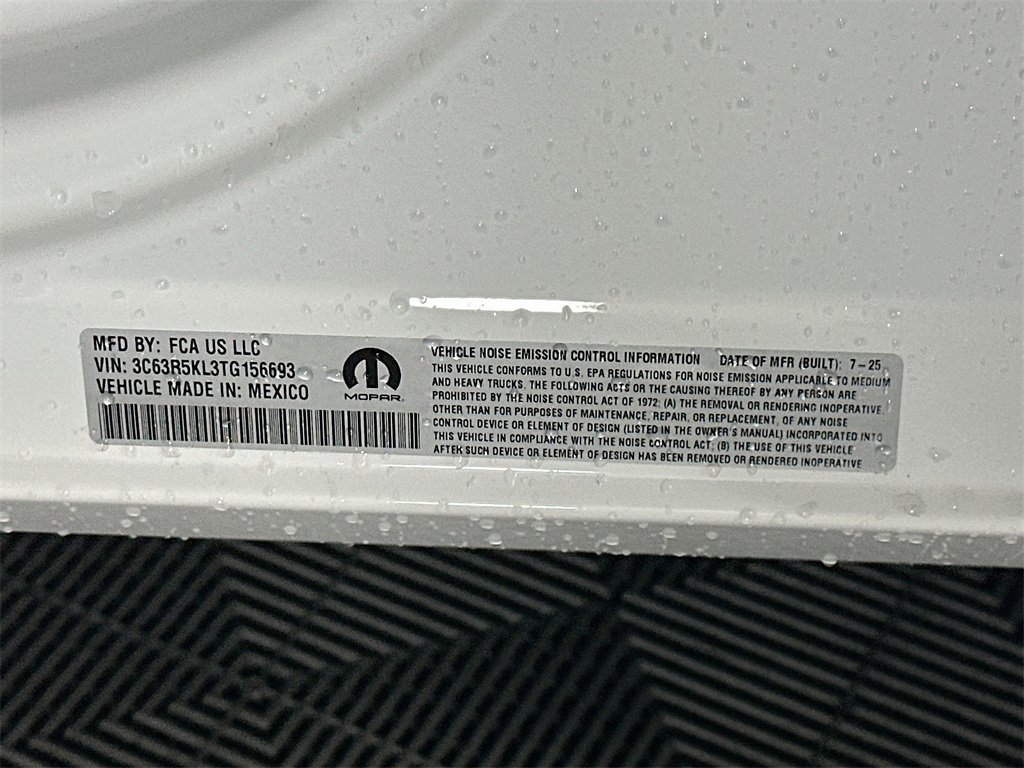 MFD BY: FCA US LLC
VIN: 3C63R5KL3TG156693
VEHICLE MADE IN: MEXICO
MOPAR
VEHICLE NOISE EMISSION CONTROL INFORMATION DATE OF MFR (BUILT): 7-25
THIS VEHICLE CONFORMS TO U.S. EPA REGULATIONS FOR NOISE EMISSION APPLICABLE TO MEDIUM
AND HEAVY TRUCKS. THE FOLLOWING ACTS OR THE CAUSING THEREOF BY ANY PERSON ARE
PROHIBITED BY THE NOISE CONTROL ACT OF 1972: (A) THE REMOVAL OR RENDERING INOPERATIVE
OTHER THAN FOR PURPOSES OF MAINTENANCE, REPAIR, OR REPLACEMENT, OF ANY NOISE
CONTROL DEVICE OR ELEMENT OF DESIGN (LISTED IN THE OWNER'S MANUAL) INCORPORATED INTO
THIS VEHICLE IN COMPLIANCE WITH THE NOISE CONTROL ACT; (B) THE USE OF THIS VEHICLE
AFTER SUCH DEVICE OR ELEMENT OF DESIGN HAS BEEN REMOVED OR RENDERED INOPERATIVE